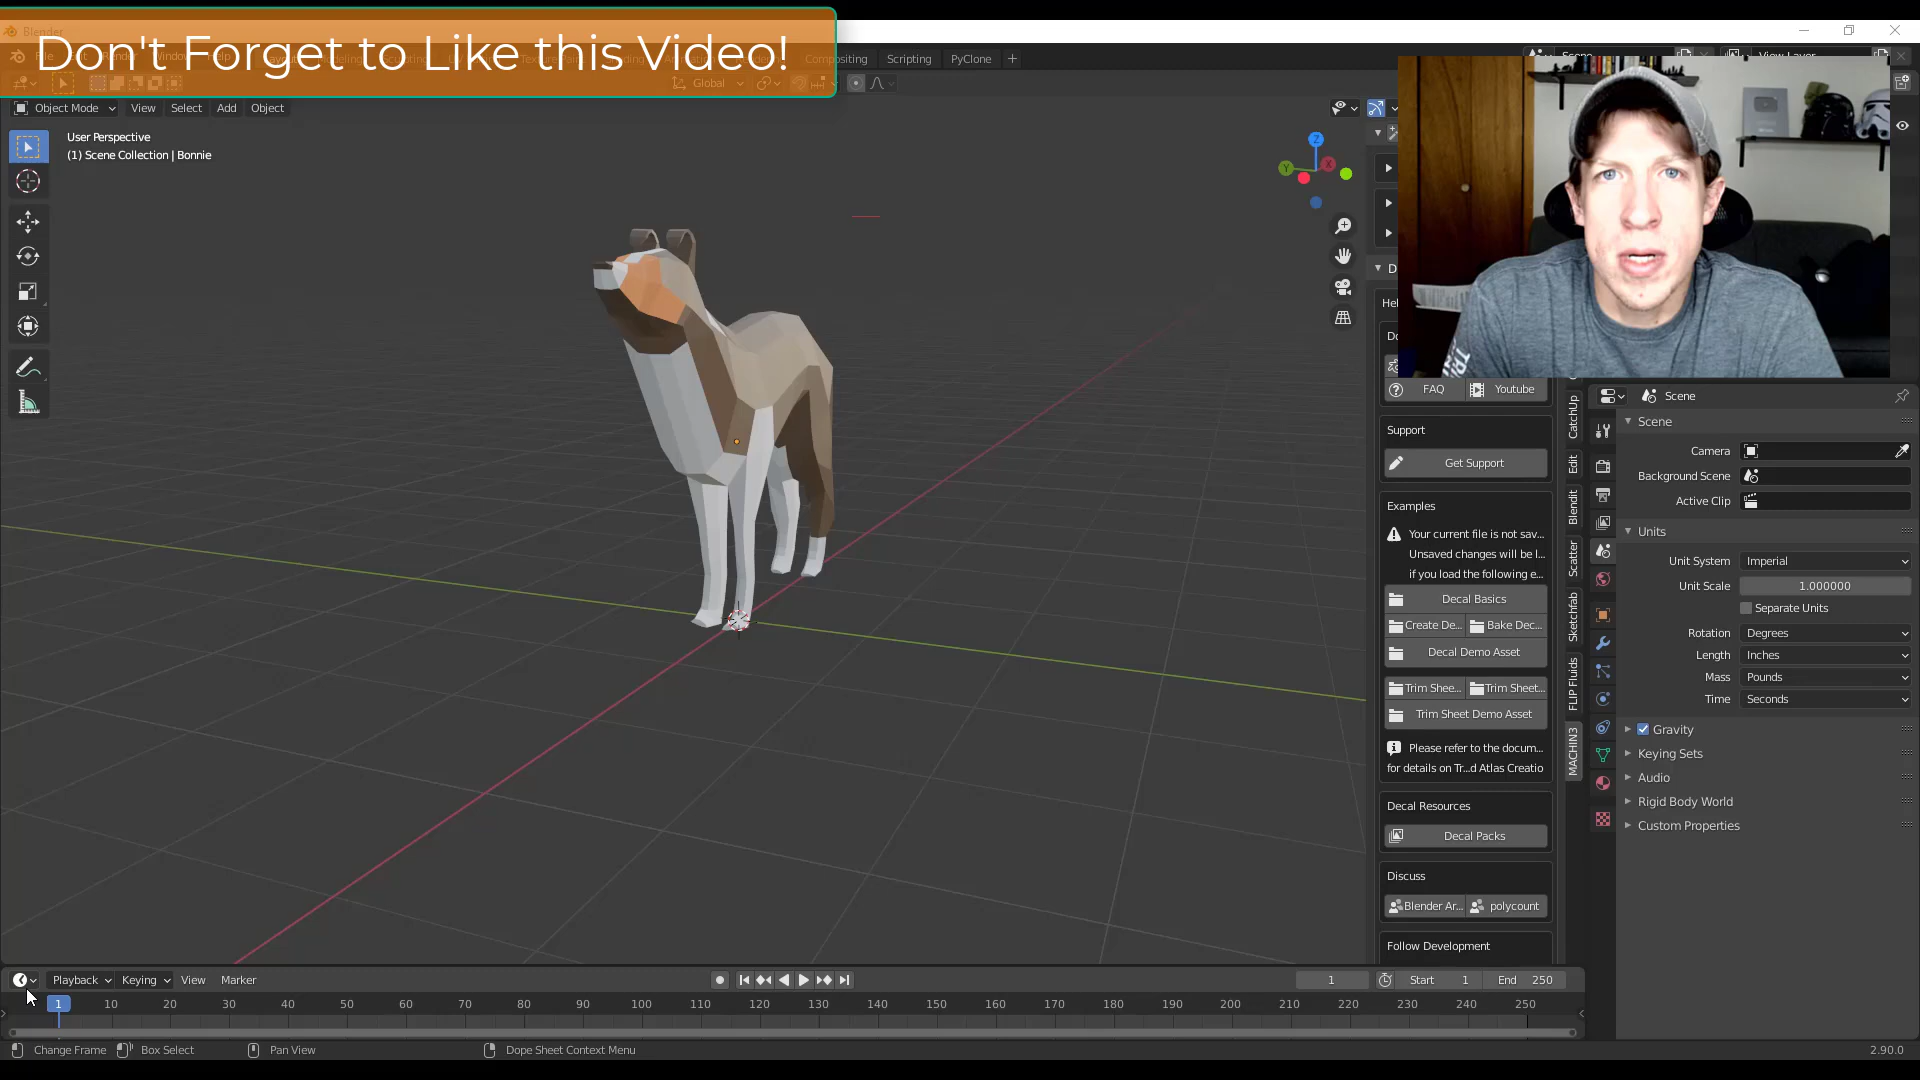 Don't Forget to Like this Video!
Blender
Compositing
Scripting
PyClone
Scene
View Layer
Global
Object Mode
View
Select
Add
Object
User Perspective
(1) Scene Collection | Bonnie
Z
Y
X
FAQ
Youtube
Support
Get Support
Examples
Your current file is not sav...
Unsaved changes will be l...
if you load the following e...
Decal Basics
Create De...
Bake Dec...
Decal Demo Asset
Trim Shee...
Trim Sheet...
Trim Sheet Demo Asset
Please refer to the docum...
for details on Tr...d Atlas Creatio
Decal Resources
Decal Packs
Discuss
Blender Ar...
polycount
Follow Development
CatchUp
Edit
Blendit
Scatter
Sketchfab
FLIP Fluids
MACHIN3
Scene
Scene
Camera
Background Scene
Active Clip
Units
Unit System Imperial
Unit Scale 1.000000
Separate Units
Rotation Degrees
Length Inches
Mass Pounds
Time Seconds
Gravity
Keying Sets
Audio
Rigid Body World
Custom Properties
Playback
Keying
View
Marker
1
Start 1
End 250
1 10 20 30 40 50 60 70 80 90 100 110 120 130 140 150 160 170 180 190 200 210 220 230 240 250
Change Frame
Box Select
Pan View
Dope Sheet Context Menu
2.90.0